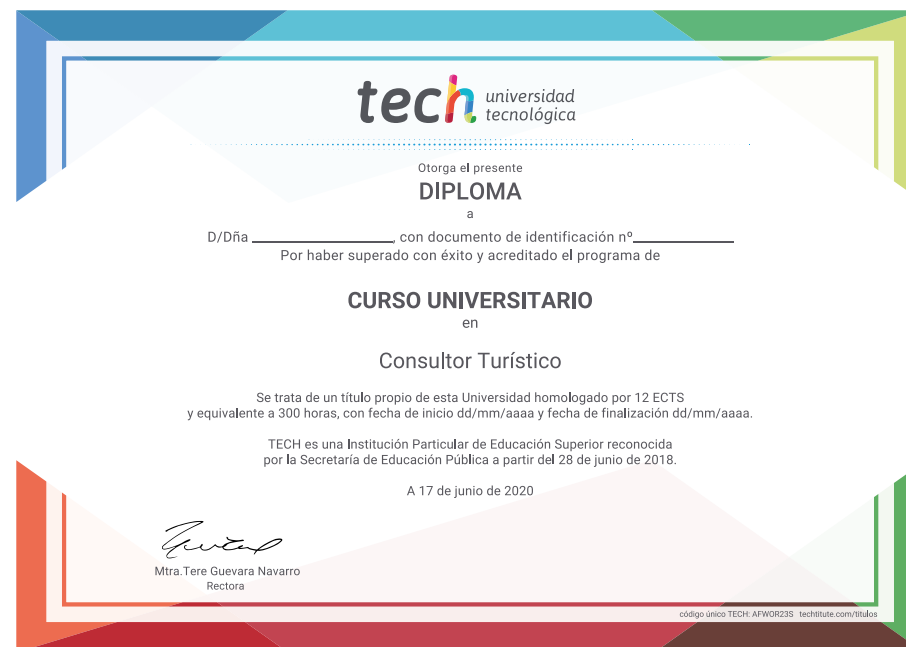 tech universidad
tecnológica
Otorga el presente
DIPLOMA
a
D/Dña ____________________, con documento de identificación nº______________
Por haber superado con éxito y acreditado el programa de
CURSO UNIVERSITARIO
en
Consultor Turístico
Se trata de un título propio de esta Universidad homologado por 12 ECTS
y equivalente a 300 horas, con fecha de inicio dd/mm/aaaa y fecha de finalización dd/mm/aaaa.
TECH es una Institución Particular de Educación Superior reconocida
por la Secretaría de Educación Pública a partir del 28 de junio de 2018.
A 17 de junio de 2020
Mtra.Tere Guevara Navarro
Rectora
código único TECH: AFWOR23S techtitute.com/titulos